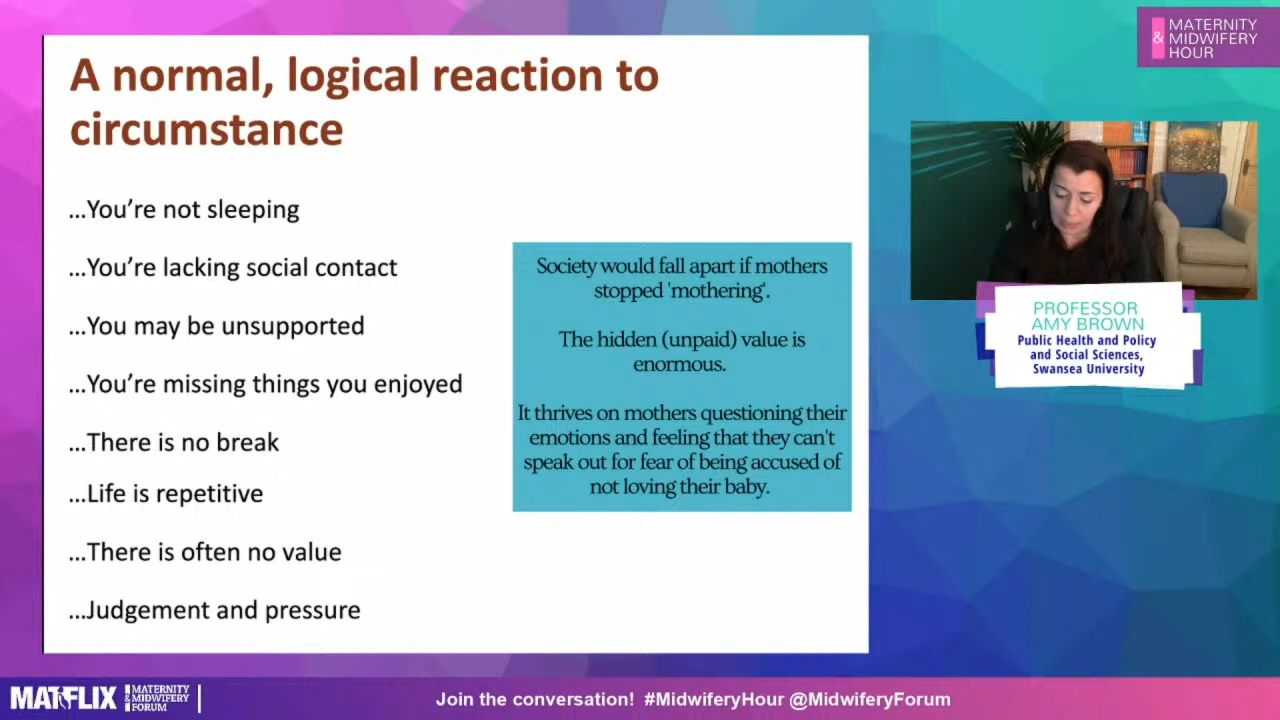 MATERNITY
& MIDWIFERY
HOUR
A normal, logical reaction to
circumstance
...You're not sleeping
...You're lacking social contact
...You may be unsupported
...You're missing things you enjoyed
...There is no break
...Life is repetitive
...There is often no value
...Judgement and pressure
Society would fall apart if mothers
stopped 'mothering'.
The hidden (unpaid) value is
enormous.
It thrives on mothers questioning their
emotions and feeling that they can't
speak out for fear of being accused of
not loving their baby.
PROFESSOR
AMY BROWN
Public Health and Policy
and Social Sciences,
Swansea University
MATFLIX
MATERNITY
& MIDWIFERY
FORUM
Join the conversation! #MidwiferyHour @MidwiferyForum